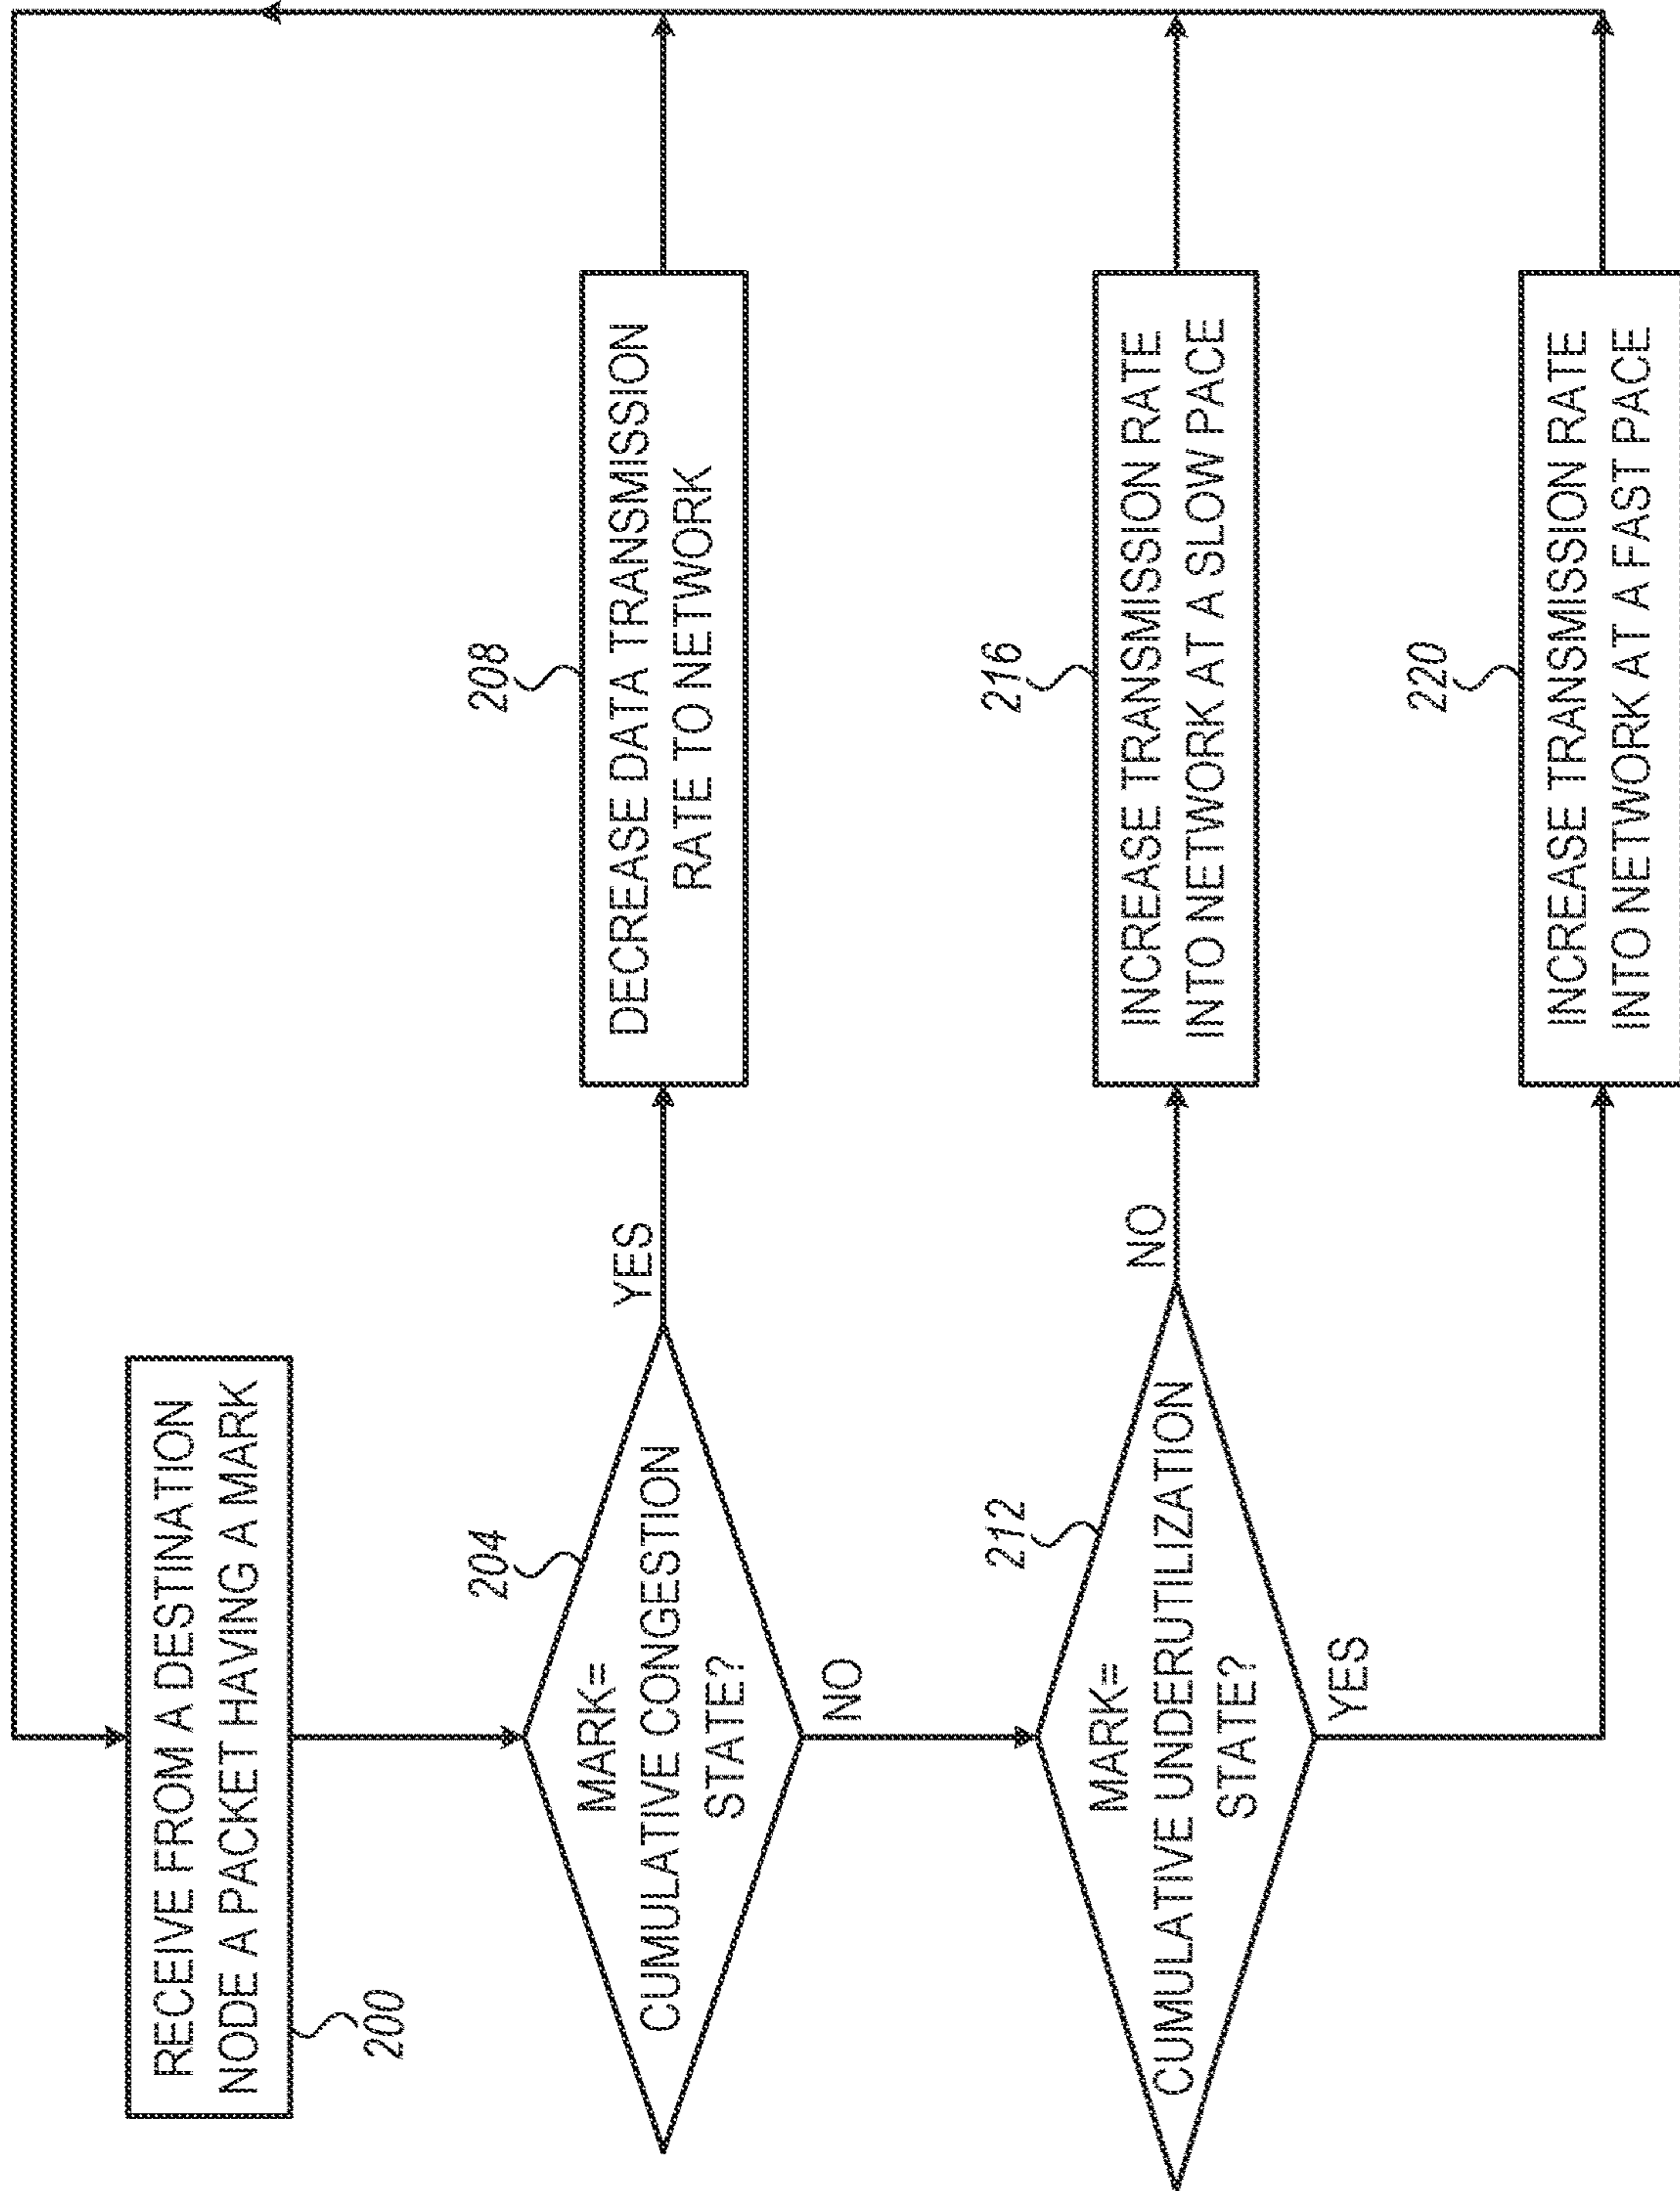 RECEIVE FROM A DESTINATION
NODE A PACKET HAVING A MARK
200
204
MARK=
CUMULATIVE CONGESTION
STATE?
YES
NO
208
DECREASE DATA TRANSMISSION
RATE TO NETWORK
212
MARK=
CUMULATIVE UNDERUTILIZATION
STATE?
NO
YES
216
INCREASE TRANSMISSION RATE
INTO NETWORK AT A SLOW PACE
220
INCREASE TRANSMISSION RATE
INTO NETWORK AT A FAST PACE